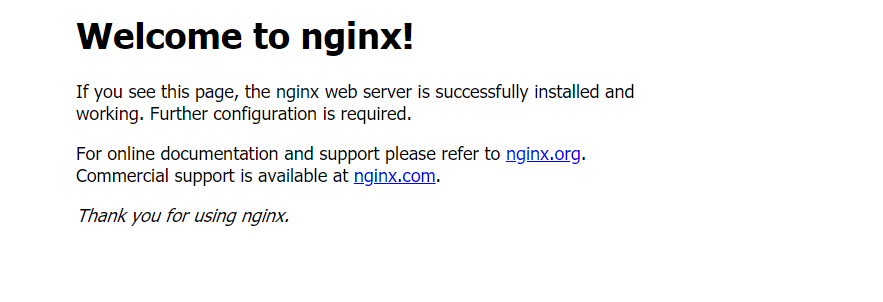 Welcome to nginx!
If you see this page, the nginx web server is successfully installed and
working. Further configuration is required.
For online documentation and support please refer to nginx.org.
Commercial support is available at nginx.com.
Thank you for using nginx.